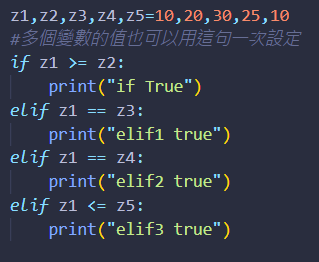 z1,z2,z3,z4,z5=10,20,30,25,10
#多個變數的值也可以用這句一次設定
if z1 >= z2:
    print("if True")
elif z1 == z3:
    print("elif1 true")
elif z1 == z4:
    print("elif2 true")
elif z1 <= z5:
    print("elif3 true")